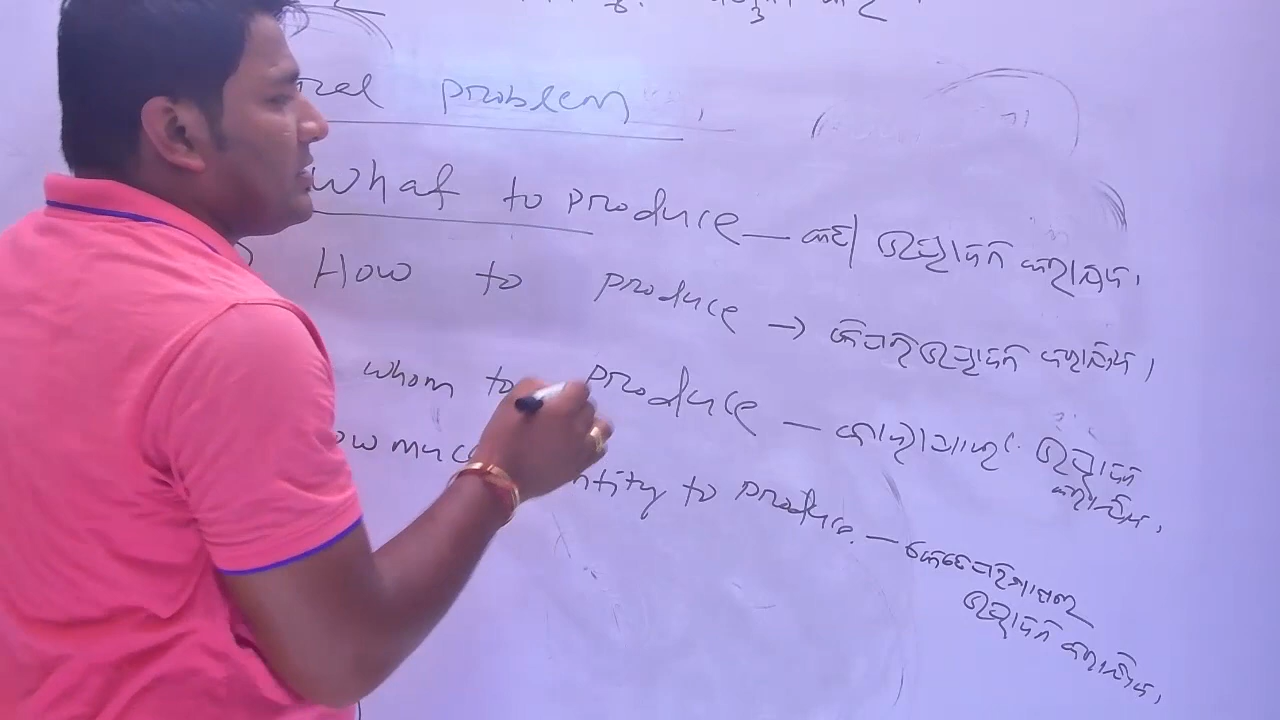 problem
What to produce — କଣ ଉତ୍ପାଦନ କରାଯିବ।
How to produce → କିପରି ଉତ୍ପାଦନ କରାଯିବ।
whom to produce — କାହାପାଇଁ ଉତ୍ପାଦନ
କରାଯିବ।
to produce. — କେତେ ପରିମାଣର
ଉତ୍ପାଦନ କରାଯିବ।